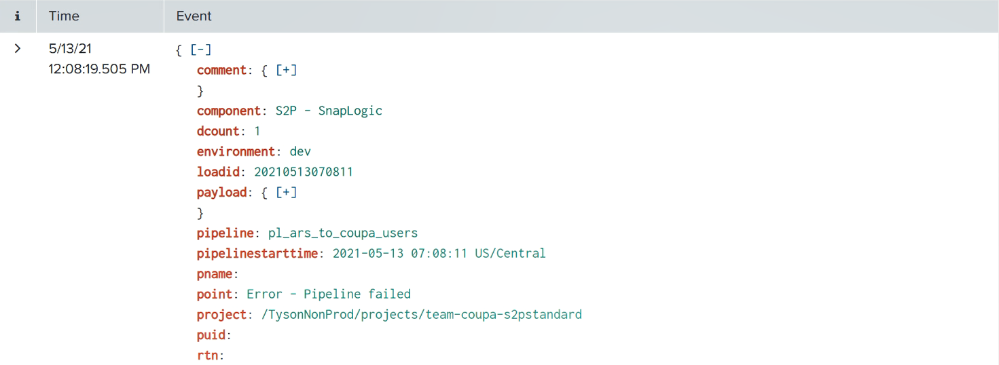 i Time Event
> 5/13/21 { [-]
12:08:19.505 PM comment: { [+]
}
component: S2P - SnapLogic
dcount: 1
environment: dev
loadid: 20210513070811
payload: { [+]
}
pipeline: pl_ars_to_coupa_users
pipelinestarttime: 2021-05-13 07:08:11 US/Central
pname:
point: Error - Pipeline failed
project: /TysonNonProd/projects/team-coupa-s2pstandard
puid:
rtn: